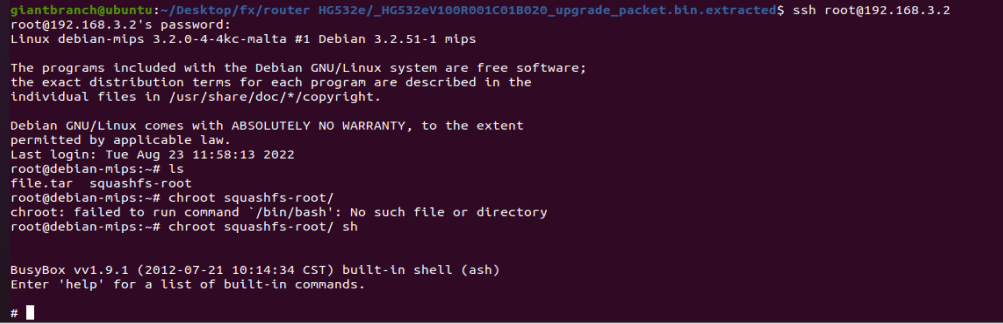 giantbranch@ubuntu:~/Desktop/fx/router HG532e/_HG532eV100R001C01B020_upgrade_packet.bin.extracted$ ssh root@192.168.3.2
root@192.168.3.2's password:
Linux debian-mips 3.2.0-4-4kc-malta #1 Debian 3.2.51-1 mips
The programs included with the Debian GNU/Linux system are free software;
the exact distribution terms for each program are described in the
individual files in /usr/share/doc/*/copyright.
Debian GNU/Linux comes with ABSOLUTELY NO WARRANTY, to the extent
permitted by applicable law.
Last login: Tue Aug 23 11:58:13 2022
root@debian-mips:~# ls
file.tar  squashfs-root
root@debian-mips:~# chroot squashfs-root/
chroot: failed to run command `/bin/bash': No such file or directory
root@debian-mips:~# chroot squashfs-root/ sh
BusyBox vv1.9.1 (2012-07-21 10:14:34 CST) built-in shell (ash)
Enter 'help' for a list of built-in commands.
#